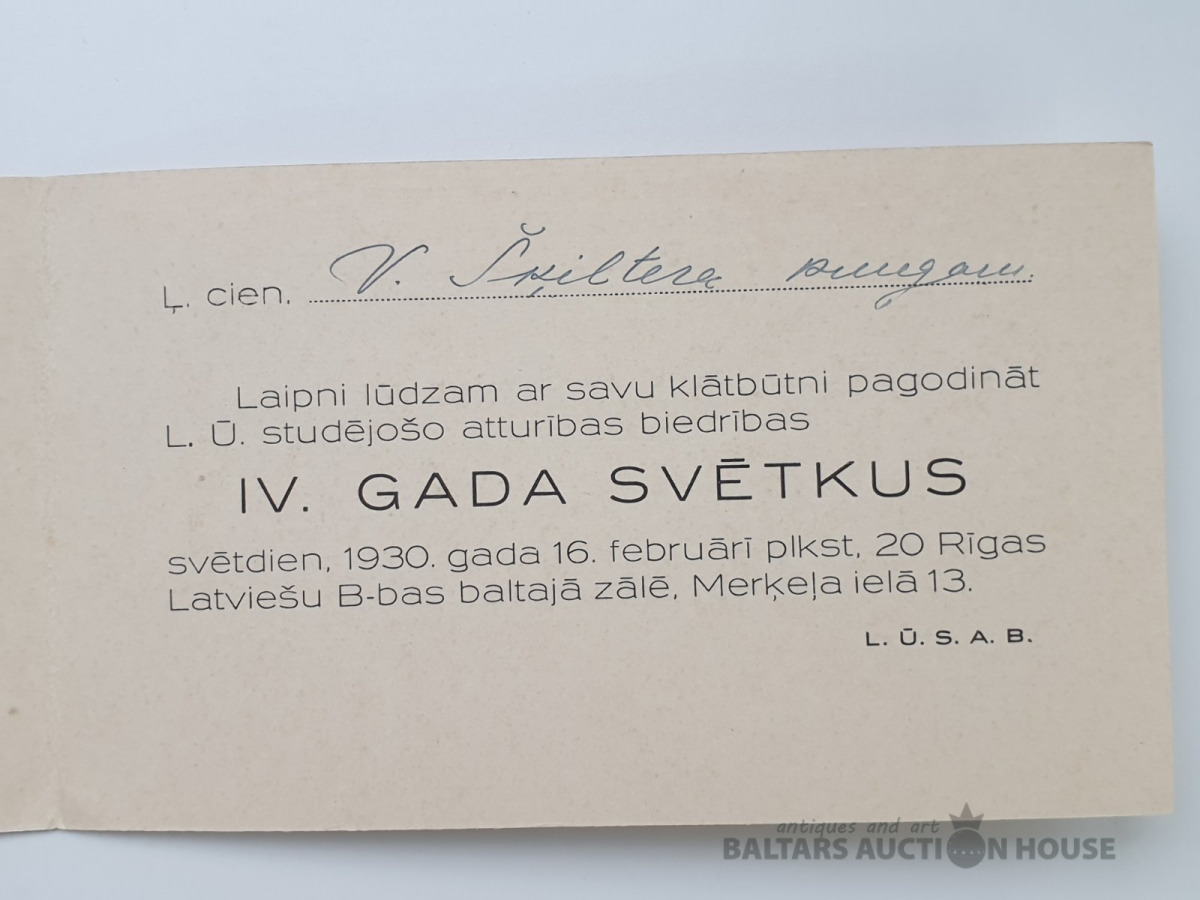 Ļ. cien. V. Šķiltera kungam.
Laipni lūdzam ar savu klātbūtni pagodināt
L. Ū. studējošo atturības biedrības
IV. GADA SVĒTKUS
svētdien, 1930. gada 16. februārī plkst. 20 Rīgas
Latviešu B-bas baltajā zālē, Merķeļa ielā 13.
L. Ū. S. A. B.
antiques and art
BALTARS AUCTION HOUSE